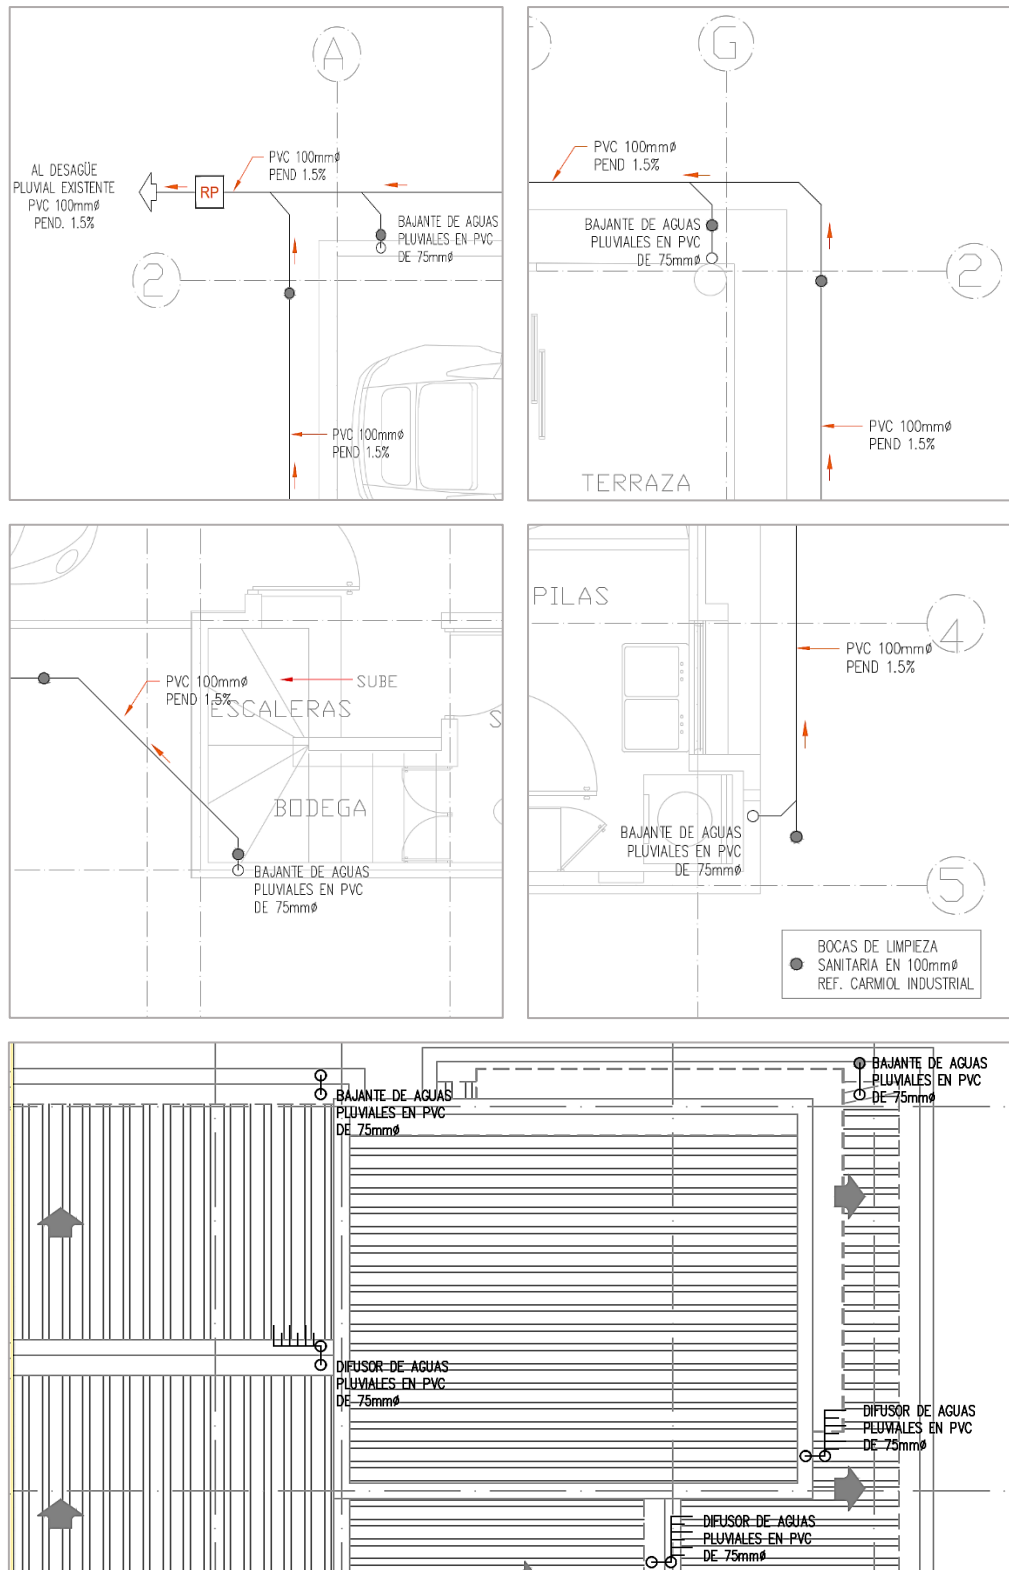 A
AL DESAGÜE
PLUVIAL EXISTENTE
PVC 100mmø
PEND. 1.5%
RP
PVC 100mmø
PEND 1.5%
BAJANTE DE AGUAS
PLUVIALES EN PVC
DE 75mmø
2
PVC 100mmø
PEND 1.5%
G
PVC 100mmø
PEND 1.5%
BAJANTE DE AGUAS
PLUVIALES EN PVC
DE 75mmø
2
PVC 100mmø
PEND 1.5%
TERRAZA
PVC 100mmø
PEND 1.5%
SUBE
ESCALERAS
S
BODEGA
BAJANTE DE AGUAS
PLUVIALES EN PVC
DE 75mmø
PILAS
4
PVC 100mmø
PEND 1.5%
BAJANTE DE AGUAS
PLUVIALES EN PVC
DE 75mmø
5
BOCAS DE LIMPIEZA
SANITARIA EN 100mmø
REF. CARMIOL INDUSTRIAL
BAJANTE DE AGUAS
PLUVIALES EN PVC
DE 75mmø
BAJANTE DE AGUAS
PLUVIALES EN PVC
DE 75mmø
DIFUSOR DE AGUAS
PLUVIALES EN PVC
DE 75mmø
DIFUSOR DE AGUAS
PLUVIALES EN PVC
DE 75mmø
DIFUSOR DE AGUAS
PLUVIALES EN PVC
DE 75mmø